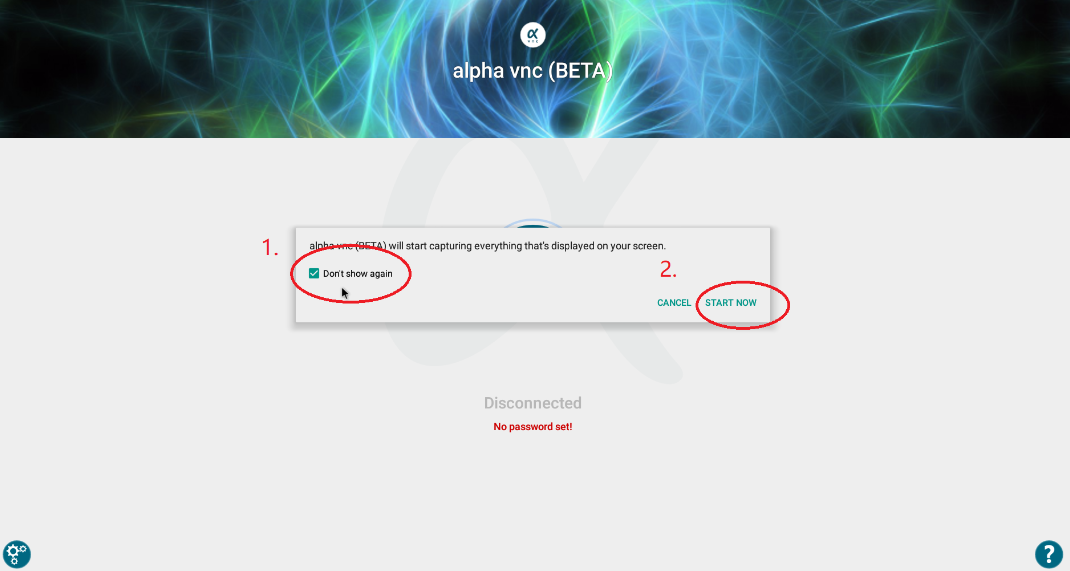 α
alpha vnc (BETA)
1.
alpha vnc (BETA) will start capturing everything that's displayed on your screen.
Don't show again
2.
CANCEL START NOW
Disconnected
No password set!
?